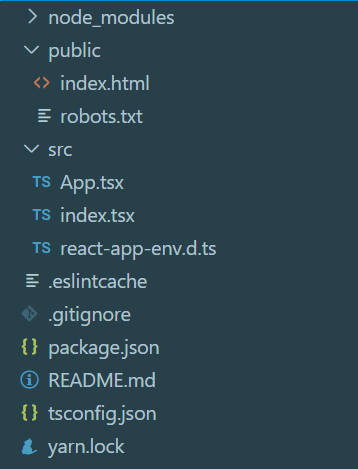 node_modules
public
index.html
robots.txt
src
TS App.tsx
TS index.tsx
TS react-app-env.d.ts
.eslintcache
.gitignore
{} package.json
README.md
{} tsconfig.json
yarn.lock